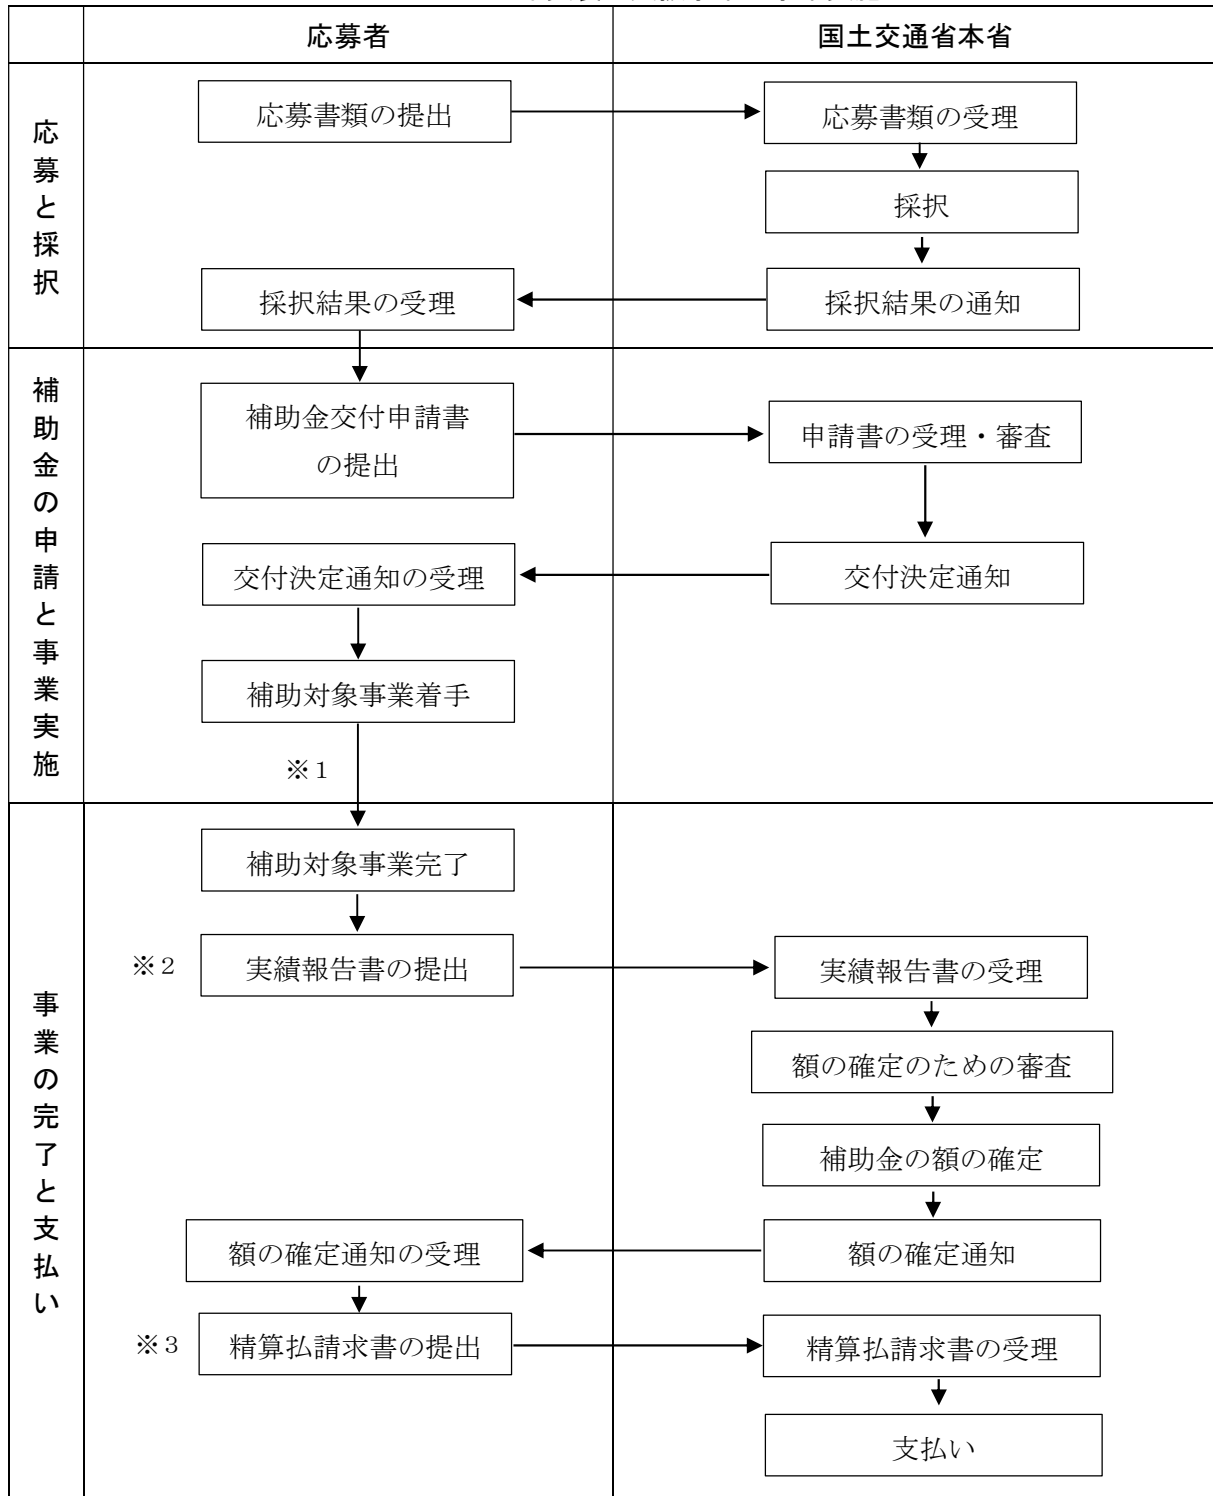 応募者
国土交通省本省
応募と採択
応募書類の提出
応募書類の受理
採択
採択結果の受理
採択結果の通知
補助金の申請と事業実施
補助金交付申請書
の提出
申請書の受理・審査
交付決定通知の受理
交付決定通知
補助対象事業着手
※1
事業の完了と支払い
補助対象事業完了
※2
実績報告書の提出
実績報告書の受理
額の確定のための審査
補助金の額の確定
額の確定通知の受理
額の確定通知
※3
精算払請求書の提出
精算払請求書の受理
支払い